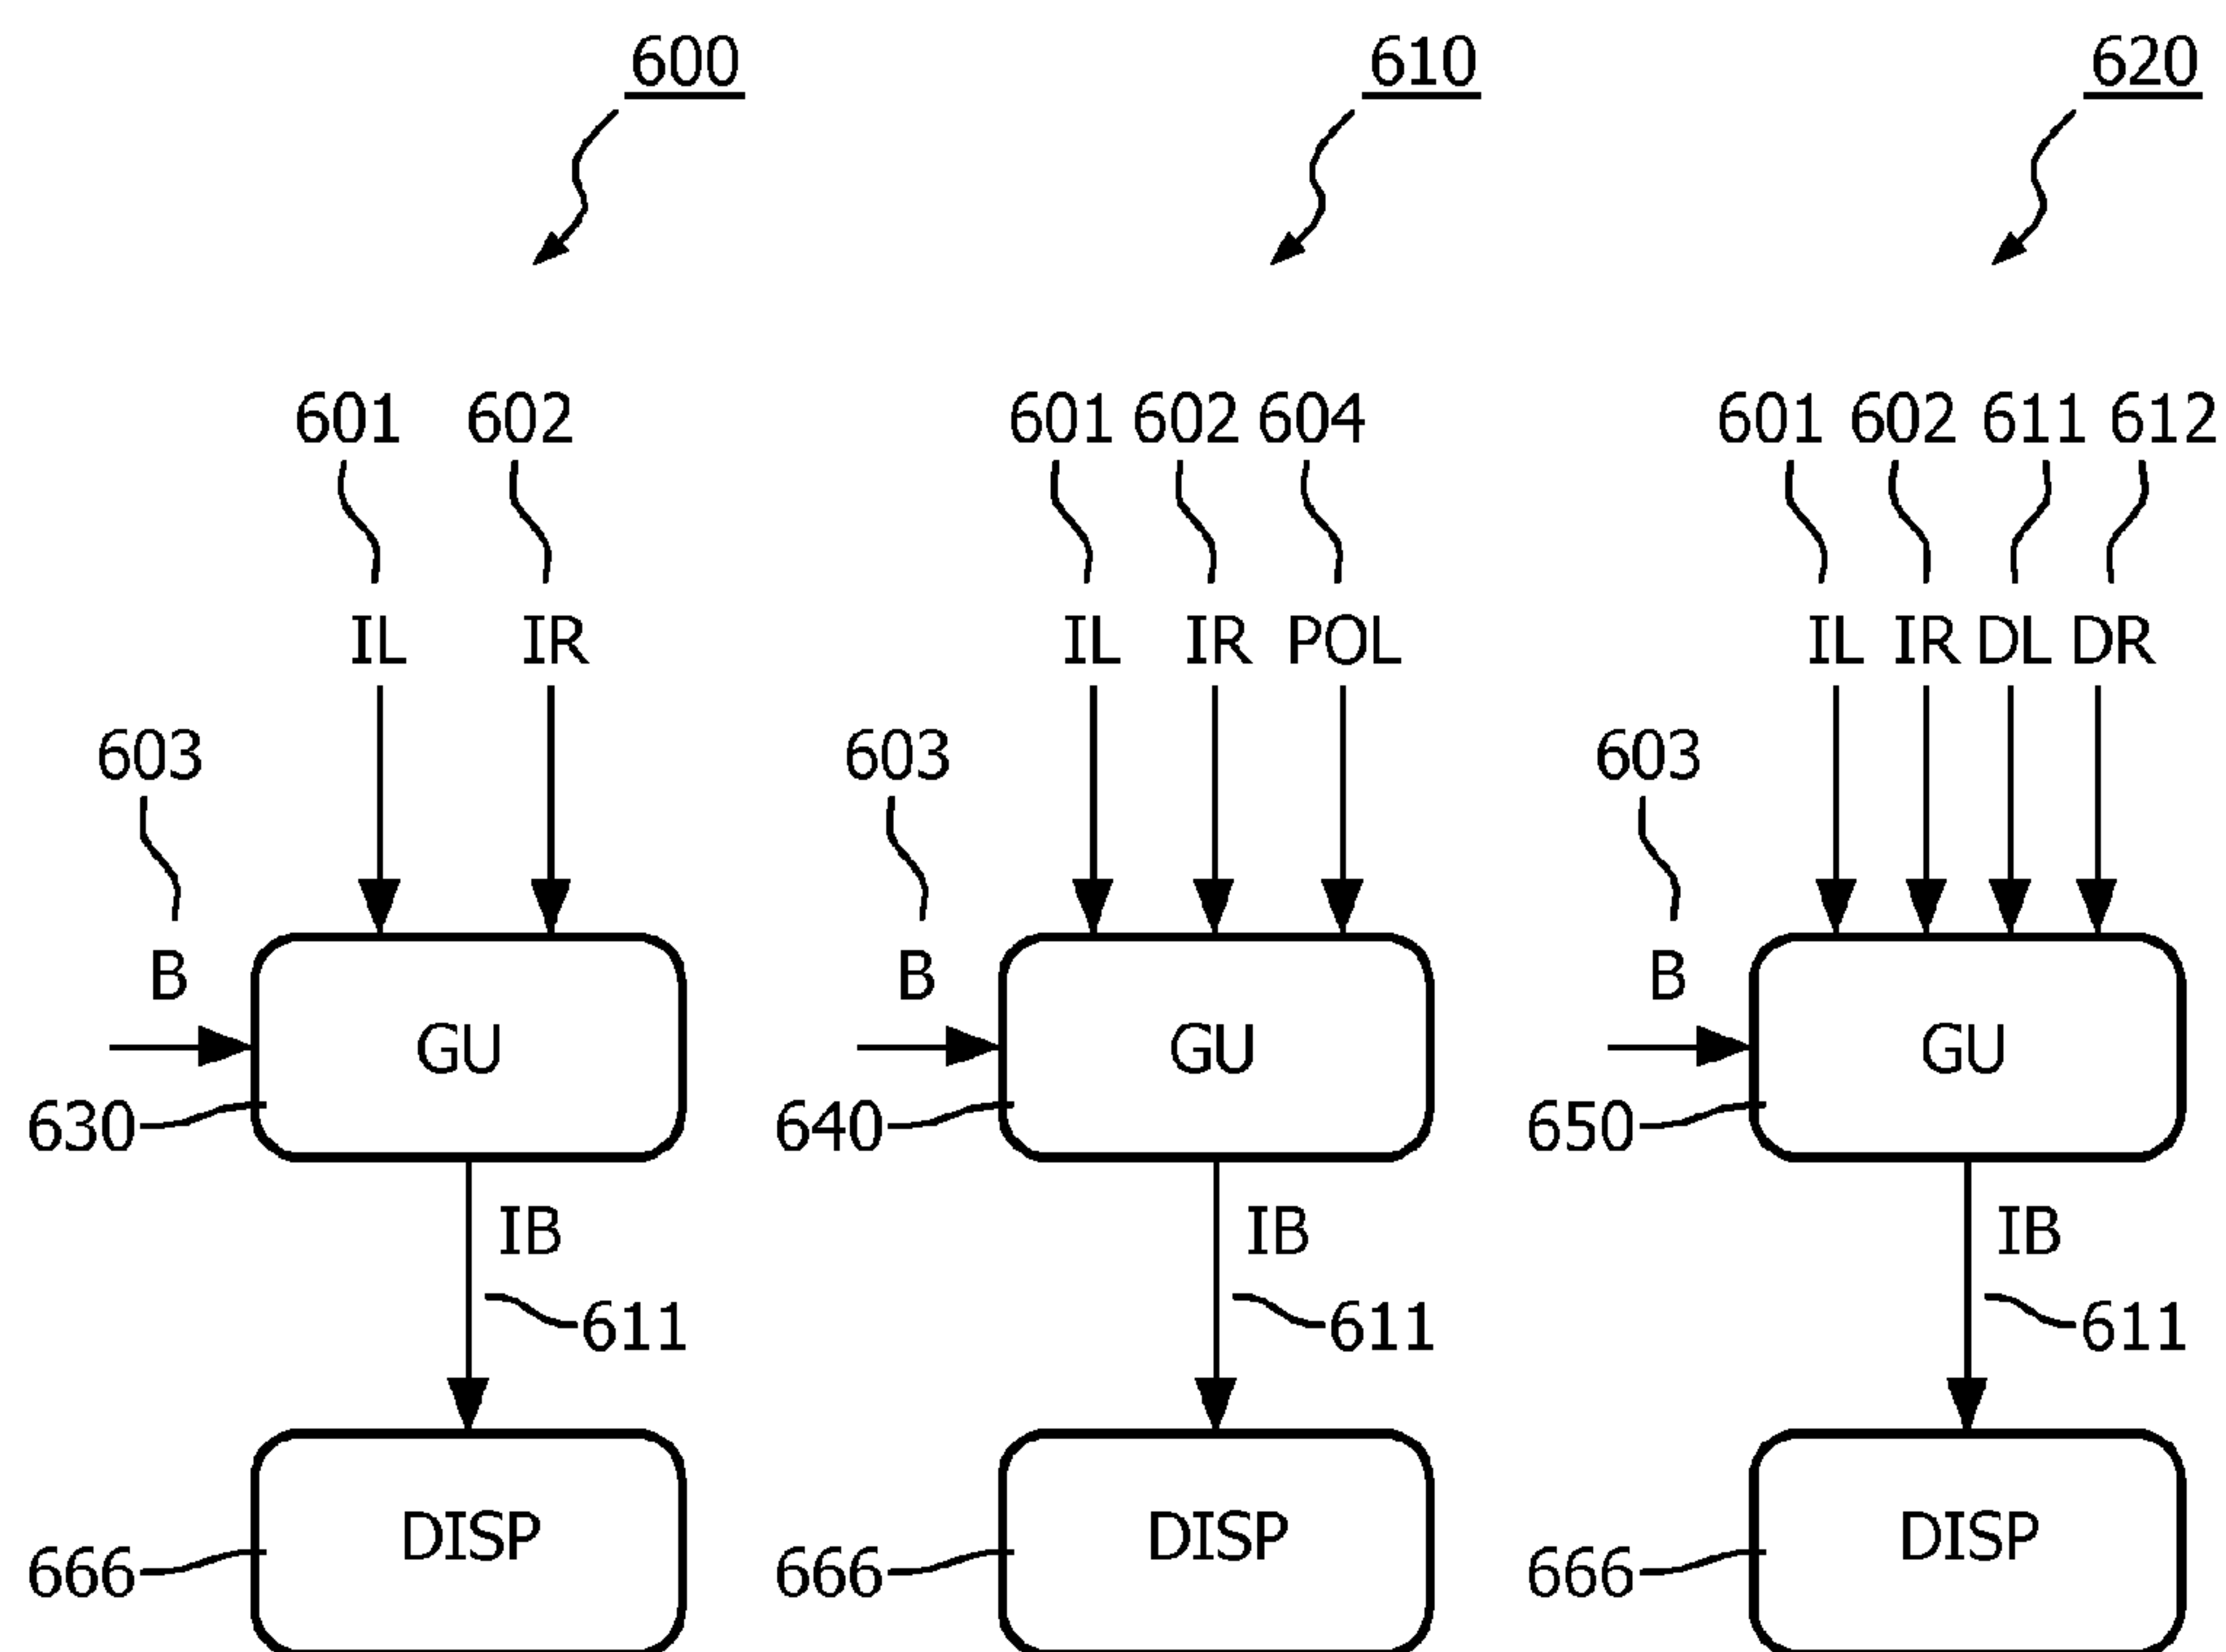 600 610 620
601 602 601 602 604 601 602 611 612
IL IR IL IR POL IL IR DL DR
603 603 603
B B B
GU GU GU
630 640 650
IB IB IB
611 611 611
DISP DISP DISP
666 666 666